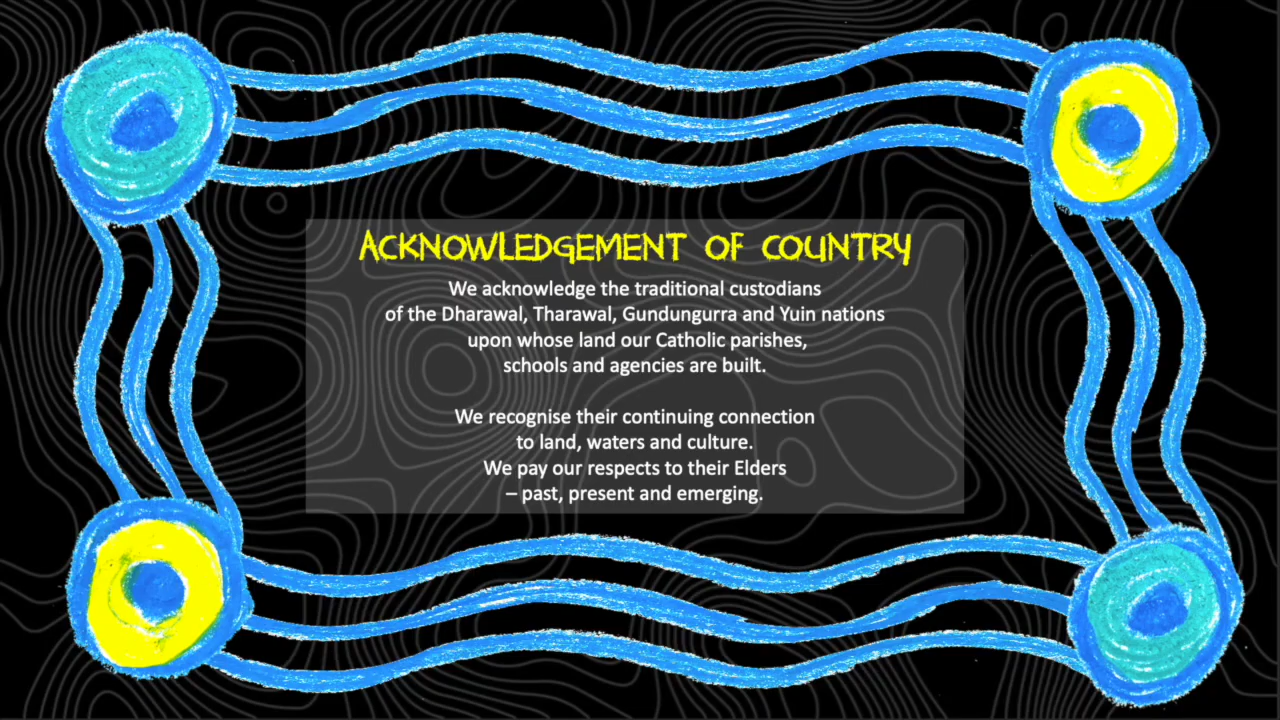 ACKNOWLEDGEMENT OF COUNTRY
We acknowledge the traditional custodians
of the Dharawal, Tharawal, Gundungurra and Yuin nations
upon whose land our Catholic parishes,
schools and agencies are built.
We recognise their continuing connection
to land, waters and culture.
We pay our respects to their Elders
– past, present and emerging.